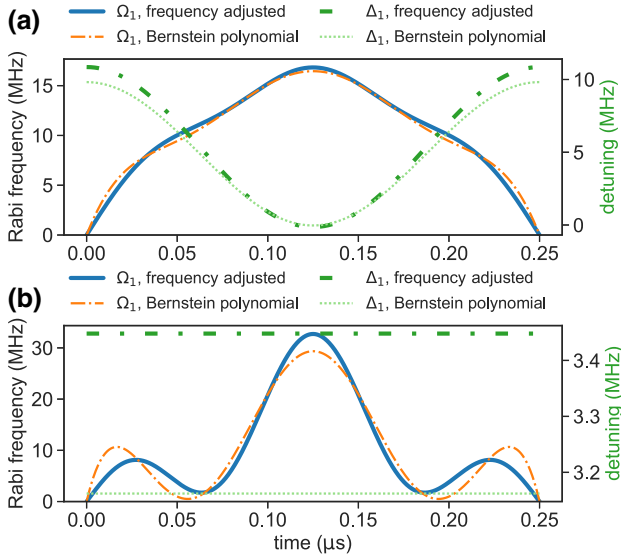 (a)
Ω₁, frequency adjusted
Ω₁, Bernstein polynomial
Δ₁, frequency adjusted
Δ₁, Bernstein polynomial
Rabi frequency (MHz)
15
10
5
0
10
5
0
detuning (MHz)
0.00 0.05 0.10 0.15 0.20 0.25
(b)
Ω₁, frequency adjusted
Ω₁, Bernstein polynomial
Δ₁, frequency adjusted
Δ₁, Bernstein polynomial
Rabi frequency (MHz)
30
20
10
0
3.4
3.3
3.2
detuning (MHz)
0.00 0.05 0.10 0.15 0.20 0.25
time (μs)